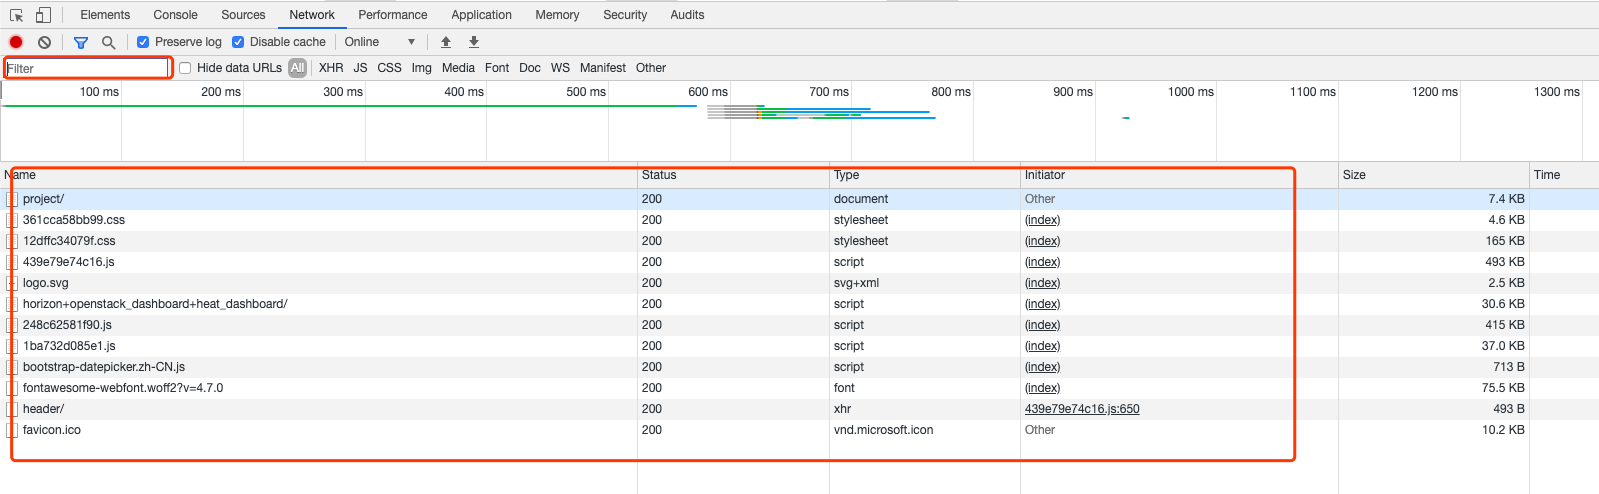 Elements Console Sources Network Performance Application Memory Security Audits
Preserve log Disable cache Online
Filter Hide data URLs All XHR JS CSS Img Media Font Doc WS Manifest Other
100 ms 200 ms 300 ms 400 ms 500 ms 600 ms 700 ms 800 ms 900 ms 1000 ms 1100 ms 1200 ms 1300 ms
Name Status Type Initiator Size Time
project/ 200 document Other 7.4 KB
361cca58bb99.css 200 stylesheet (index) 4.6 KB
12dffc34079f.css 200 stylesheet (index) 165 KB
439e79e74c16.js 200 script (index) 493 KB
logo.svg 200 svg+xml (index) 2.5 KB
horizon+openstack_dashboard+heat_dashboard/ 200 script (index) 30.6 KB
248c62581f90.js 200 script (index) 415 KB
1ba732d085e1.js 200 script (index) 37.0 KB
bootstrap-datepicker.zh-CN.js 200 script (index) 713 B
fontawesome-webfont.woff2?v=4.7.0 200 font (index) 75.5 KB
header/ 200 xhr 439e79e74c16.js:650 493 B
favicon.ico 200 vnd.microsoft.icon Other 10.2 KB